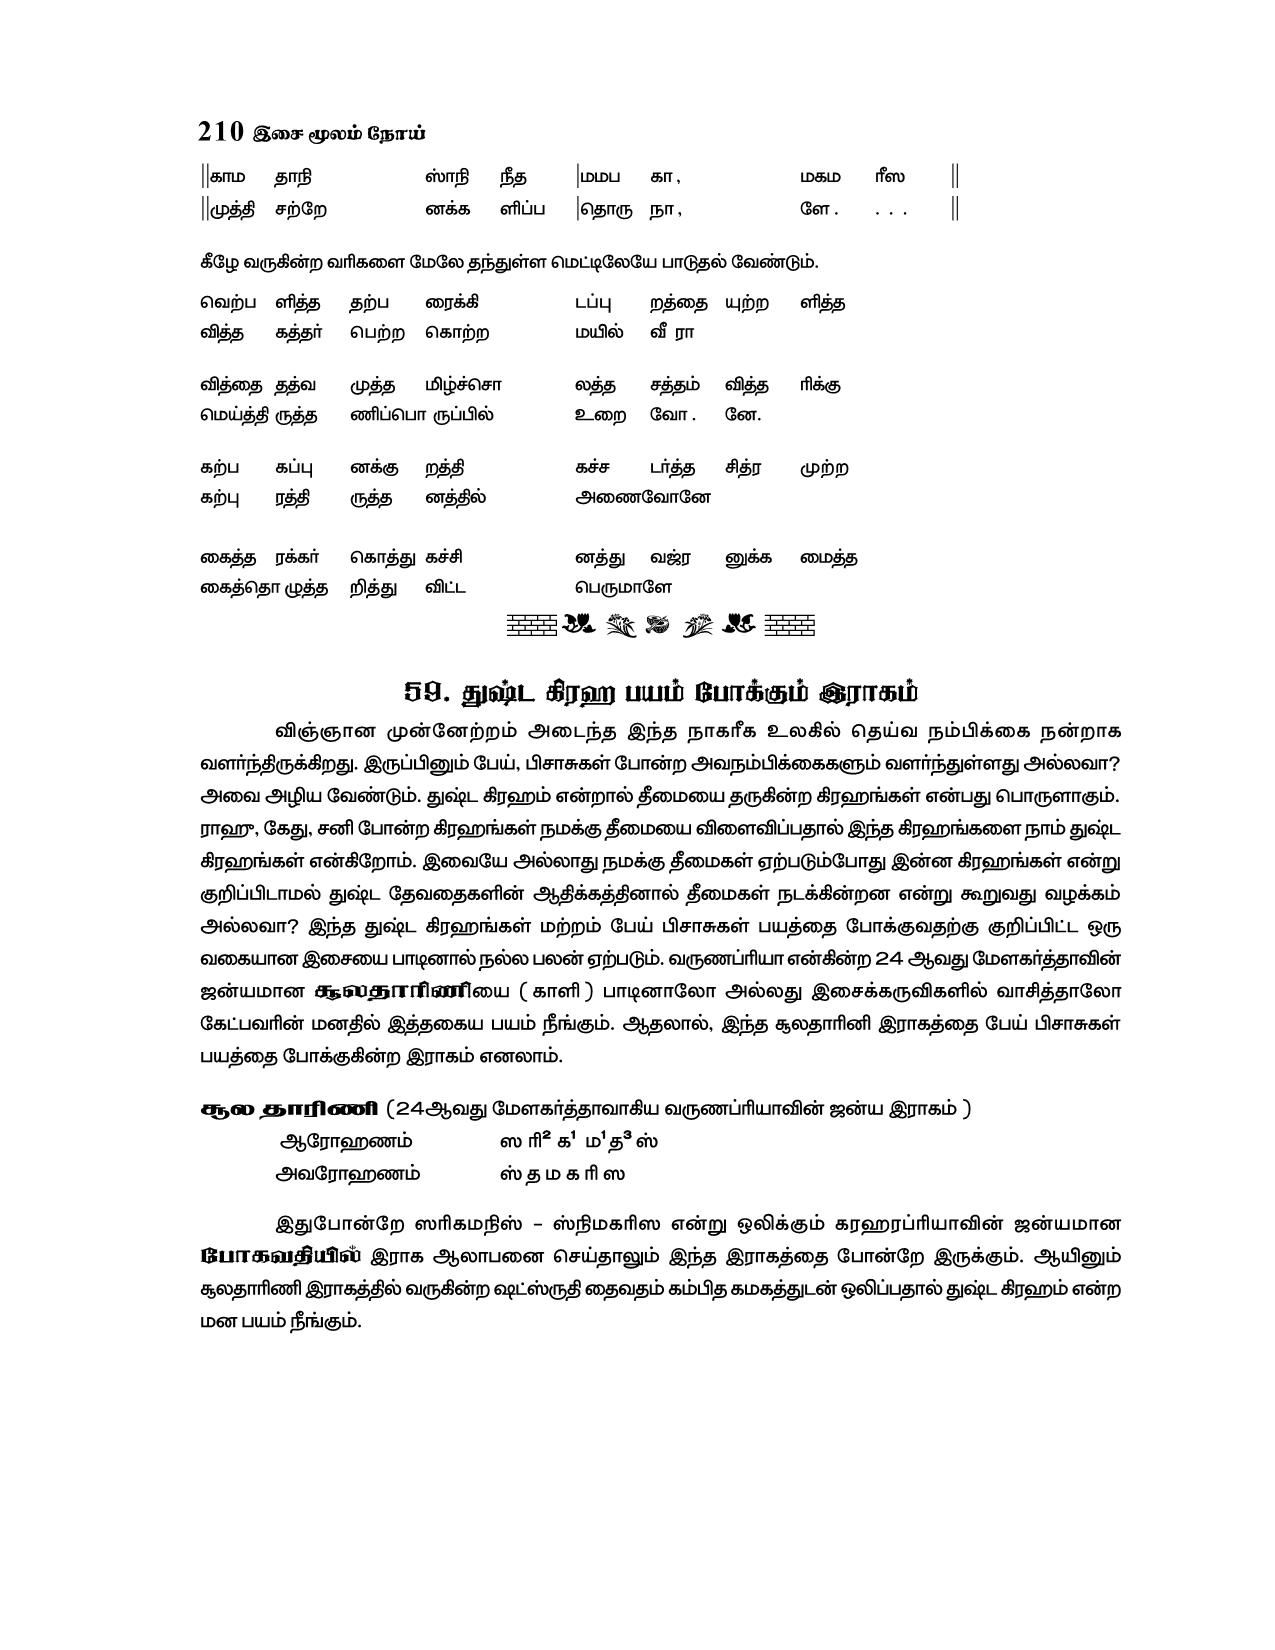 210 இசை மூலம் நோய்
||காம தாநி ஸ்ாநி நீத |மமப கா , மகம ரீஸ ||
||முத்தி சற்றே னக்க ளிப்ப |தொரு நா , ளே . . . . ||
கீழே வருகின்ற வரிகளை மேலே தந்துள்ள மெட்டிலேயே பாடுதல் வேண்டும்.
வெற்ப ளித்த தற்ப ரைக்கி டப்பு றத்தை யுற்ற ளித்த
வித்த கத்தர் பெற்ற கொற்ற மயில் வீ ரா
வித்தை தத்வ முத்த மிழ்ச்சொ லத்த சத்தம் வித்த ரிக்கு
மெய்த்தி ருத்த ணிப்பொ ருப்பில் உறை வோ . னே.
கற்ப கப்பு னக்கு றத்தி கச்ச டர்த்த சித்ர முற்ற
கற்பு ரத்தி ருத்த னத்தில் அணைவோனே
கைத்த ரக்கர் கொத்து கச்சி னத்து வஜ்ர னுக்க மைத்த
கைத்தொ ழுத்த றித்து விட்ட பெருமாளே
59. துஷ்ட கிரஹ பயம் போக்கும் இராகம்
விஞ்ஞான முன்னேற்றம் அடைந்த இந்த நாகரீக உலகில் தெய்வ நம்பிக்கை நன்றாக
வளர்ந்திருக்கிறது. இருப்பினும் பேய், பிசாசுகள் போன்ற அவநம்பிக்கைகளும் வளர்ந்துள்ளது அல்லவா?
அவை அழிய வேண்டும். துஷ்ட கிரஹம் என்றால் தீமையை தருகின்ற கிரஹங்கள் என்பது பொருளாகும்.
ராஹு, கேது, சனி போன்ற கிரஹங்கள் நமக்கு தீமையை விளைவிப்பதால் இந்த கிரஹங்களை நாம் துஷ்ட
கிரஹங்கள் என்கிறோம். இவையே அல்லாது நமக்கு தீமைகள் ஏற்படும்போது இன்ன கிரஹங்கள் என்று
குறிப்பிடாமல் துஷ்ட தேவதைகளின் ஆதிக்கத்தினால் தீமைகள் நடக்கின்றன என்று கூறுவது வழக்கம்
அல்லவா? இந்த துஷ்ட கிரஹங்கள் மற்றம் பேய் பிசாசுகள் பயத்தை போக்குவதற்கு குறிப்பிட்ட ஒரு
வகையான இசையை பாடினால் நல்ல பலன் ஏற்படும். வருணப்ரியா என்கின்ற 24 ஆவது மேளகர்த்தாவின்
ஜன்யமான சூலதாரிணியை ( காளி ) பாடினாலோ அல்லது இசைக்கருவிகளில் வாசித்தாலோ
கேட்பவரின் மனதில் இத்தகைய பயம் நீங்கும். ஆதலால், இந்த சூலதாரினி இராகத்தை பேய் பிசாசுகள்
பயத்தை போக்குகின்ற இராகம் எனலாம்.
சூல தாரிணி (24ஆவது மேளகர்த்தாவாகிய வருணப்ரியாவின் ஜன்ய இராகம் )
ஆரோஹணம் ஸ ரி² க¹ ம¹த³ ஸ்
அவரோஹணம் ஸ் த ம க ரி ஸ
இதுபோன்றே ஸரிகமநிஸ் – ஸ்நிமகரிஸ என்று ஒலிக்கும் கரஹரப்ரியாவின் ஜன்யமான
போகவதியில் இராக ஆலாபனை செய்தாலும் இந்த இராகத்தை போன்றே இருக்கும். ஆயினும்
சூலதாரிணி இராகத்தில் வருகின்ற ஷட்ஸ்ருதி தைவதம் கம்பித கமகத்துடன் ஒலிப்பதால் துஷ்ட கிரஹம் என்ற
மன பயம் நீங்கும்.